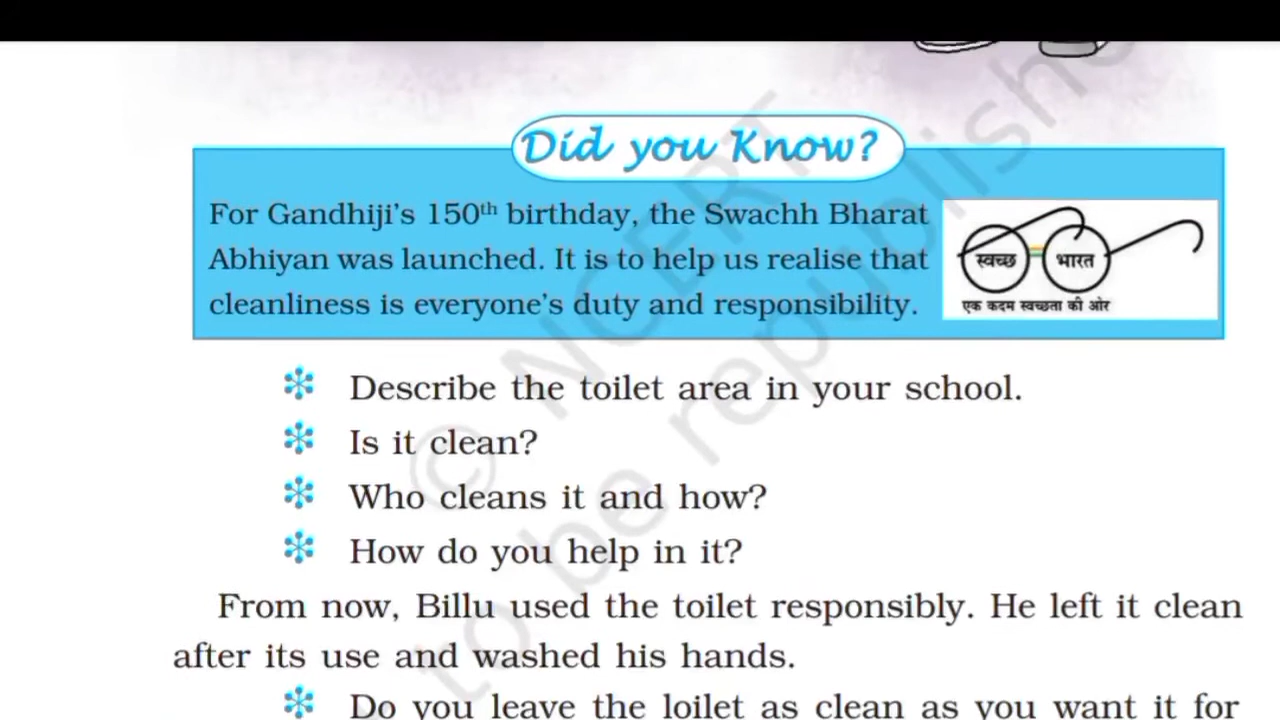 Did you Know?
For Gandhiji's 150th birthday, the Swachh Bharat
Abhiyan was launched. It is to help us realise that
cleanliness is everyone's duty and responsibility.
स्वच्छ भारत
एक कदम स्वच्छता की ओर
Describe the toilet area in your school.
Is it clean?
Who cleans it and how?
How do you help in it?
From now, Billu used the toilet responsibly. He left it clean
after its use and washed his hands.
Do you leave the loilet as clean as you want it for
© NCERT
to be republishe